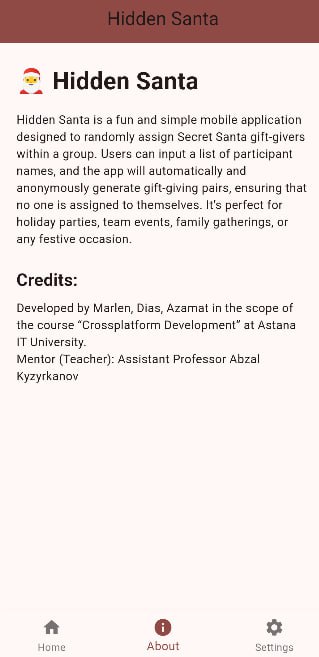 Hidden Santa
🎅 Hidden Santa
Hidden Santa is a fun and simple mobile application
designed to randomly assign Secret Santa gift-givers
within a group. Users can input a list of participant
names, and the app will automatically and
anonymously generate gift-giving pairs, ensuring that
no one is assigned to themselves. It's perfect for
holiday parties, team events, family gatherings, or
any festive occasion.
Credits:
Developed by Marlen, Dias, Azamat in the scope of
the course “Crossplatform Development” at Astana
IT University.
Mentor (Teacher): Assistant Professor Abzal
Kyzyrkanov
Home
About
Settings